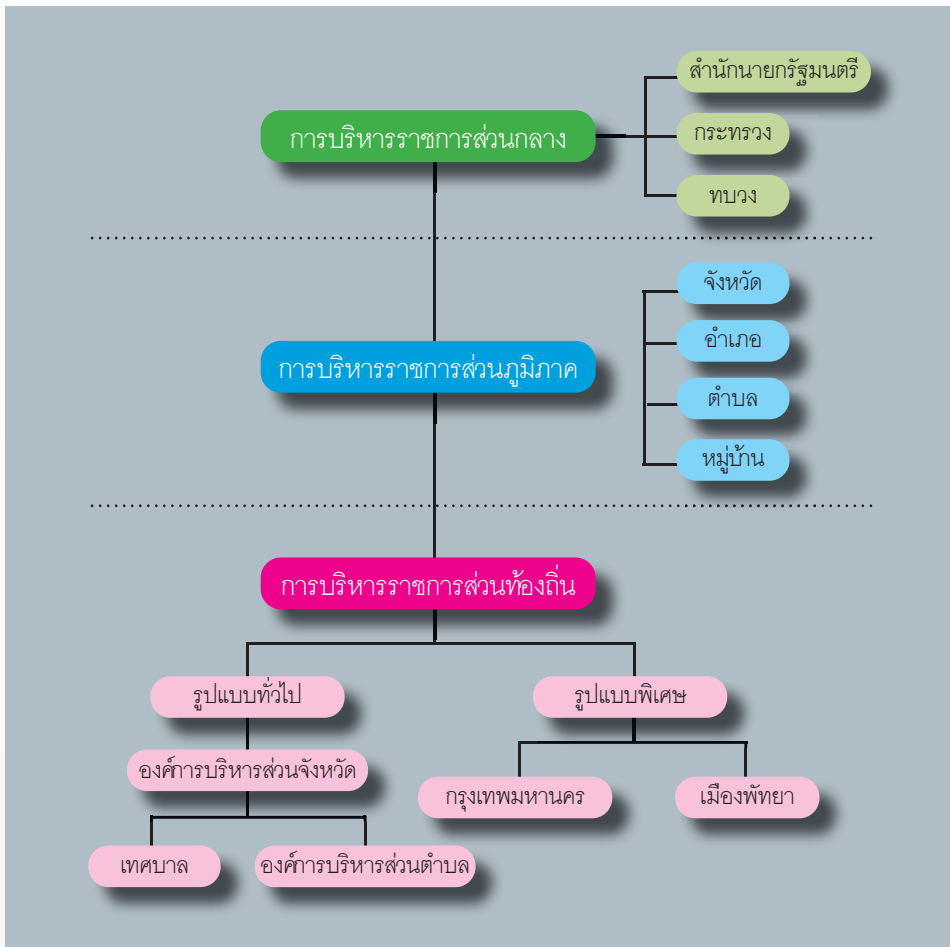 สำนักนายกรัฐมนตรี
การบริหารราชการส่วนกลาง
กระทรวง
ทบวง
จังหวัด
อำเภอ
การบริหารราชการส่วนภูมิภาค
ตำบล
หมู่บ้าน
การบริหารราชการส่วนท้องถิ่น
รูปแบบทั่วไป
รูปแบบพิเศษ
องค์การบริหารส่วนจังหวัด
กรุงเทพมหานคร
เมืองพัทยา
เทศบาล
องค์การบริหารส่วนตำบล